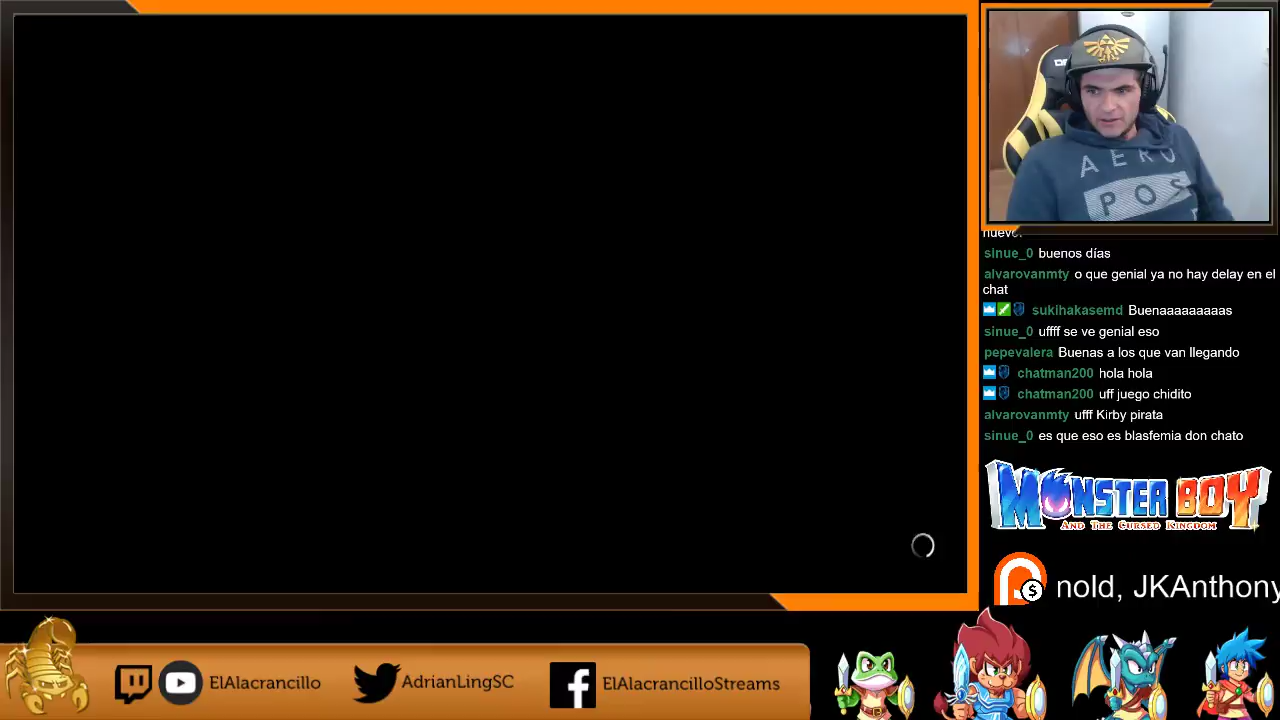 AERO
POS
nuevo.
sinue_0 buenos días
alvarovanmty o que genial ya no hay delay en el
chat
sukihakasemd Buenaaaaaaaaas
sinue_0 uffff se ve genial eso
pepevalera Buenas a los que van llegando
chatman200 hola hola
chatman200 uff juego chidito
alvarovanmty ufff Kirby pirata
sinue_0 es que eso es blasfemia don chato
MONSTER BOY
AND THE CURSED KINGDOM
nold, JKAnthony
ElAlacrancillo
AdrianLingSC
ElAlacrancilloStreams